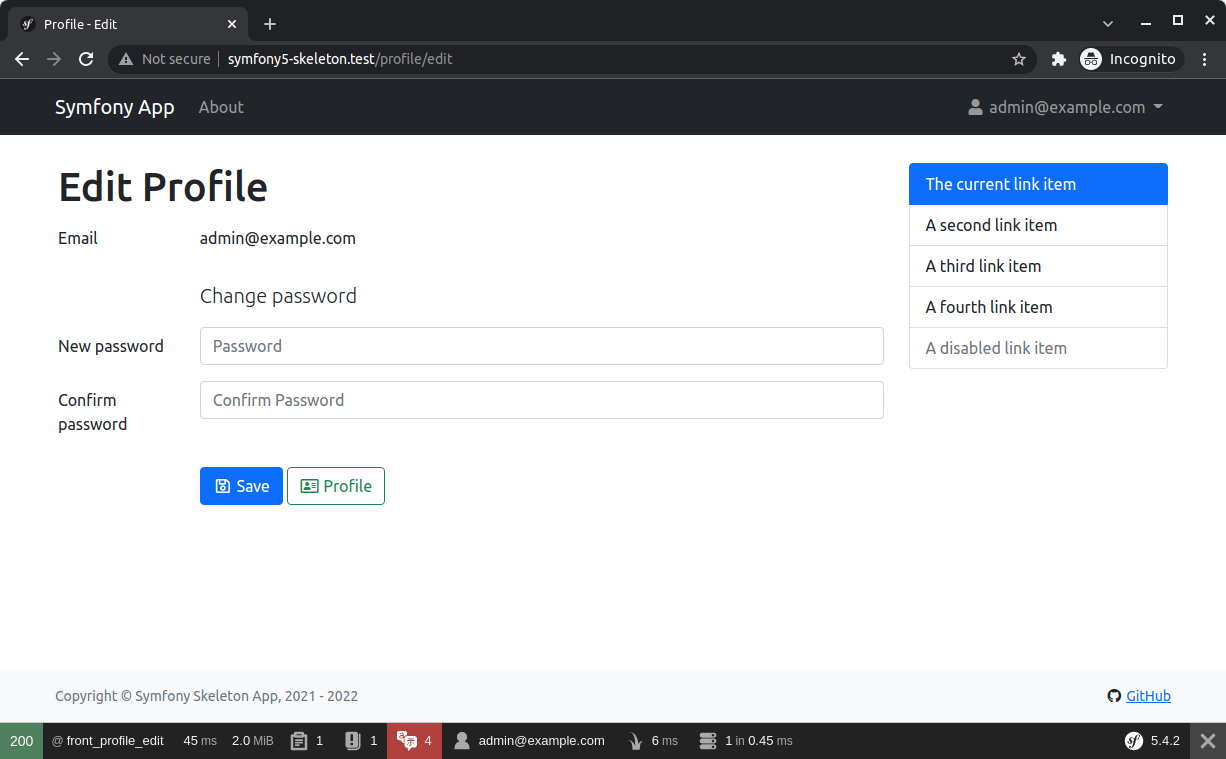 Profile - Edit
Not secure symfony5-skeleton.test/profile/edit Incognito
Symfony App About admin@example.com
Edit Profile
Email admin@example.com
Change password
New password Password
Confirm password Confirm Password
Save Profile
The current link item
A second link item
A third link item
A fourth link item
A disabled link item
Copyright © Symfony Skeleton App, 2021 - 2022 GitHub
200 @ front_profile_edit 45 ms 2.0 MiB 1 1 4 admin@example.com 6 ms 1 in 0.45 ms 5.4.2